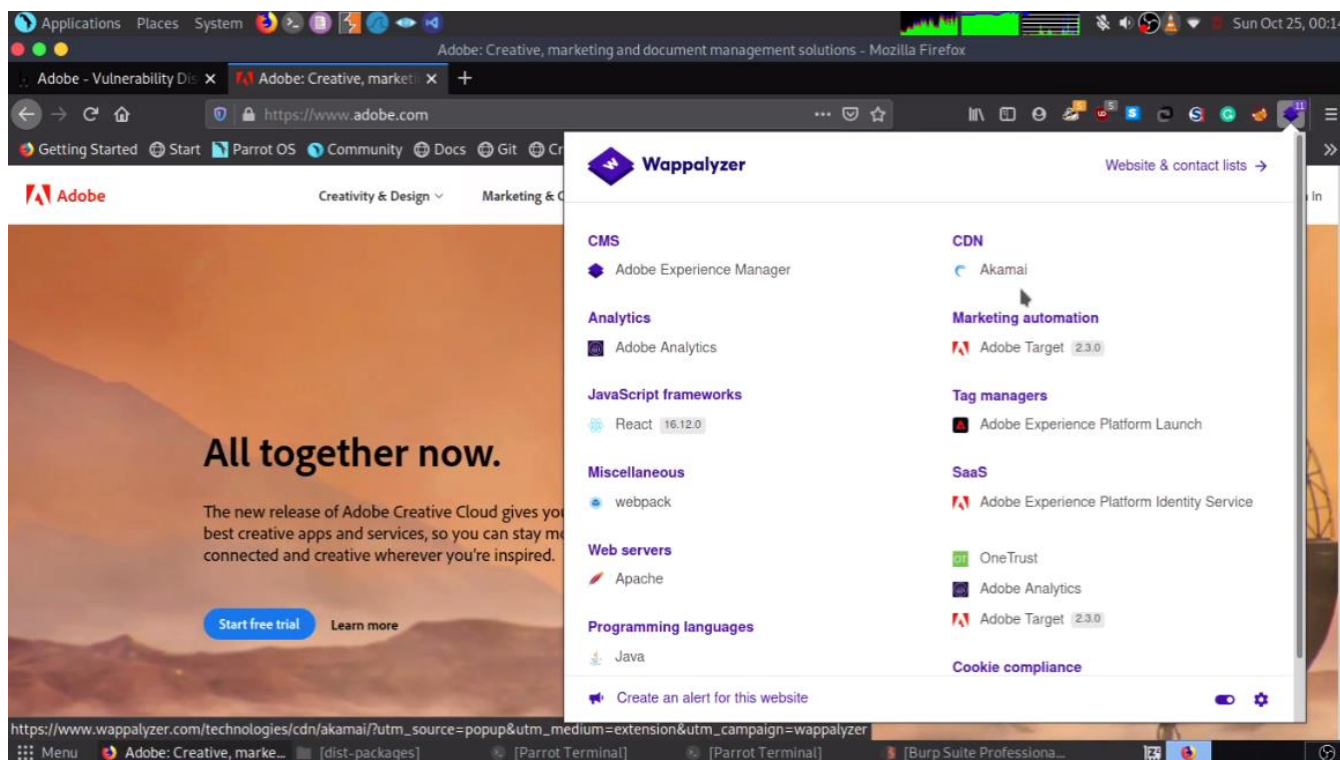 Applications Places System Sun Oct 25, 00:14
Adobe: Creative, marketing and document management solutions - Mozilla Firefox
Adobe - Vulnerability Dis Adobe: Creative, marketi
https://www.adobe.com
11
Getting Started Start Parrot OS Community Docs Git Cr
Wappalyzer
Website & contact lists →
Adobe
Creativity & Design
Marketing & C
In
CMS
Adobe Experience Manager
Analytics
Adobe Analytics
JavaScript frameworks
React 16.12.0
Miscellaneous
webpack
Web servers
Apache
Programming languages
Java
CDN
Akamai
Marketing automation
Adobe Target 2.3.0
Tag managers
Adobe Experience Platform Launch
SaaS
Adobe Experience Platform Identity Service
OneTrust
Adobe Analytics
Adobe Target 2.3.0
Cookie compliance
Create an alert for this website
All together now.
The new release of Adobe Creative Cloud gives you
best creative apps and services, so you can stay mo
connected and creative wherever you're inspired.
Start free trial
Learn more
https://www.wappalyzer.com/technologies/cdn/akamai/?utm_source=popup&utm_medium=extension&utm_campaign=wappalyzer
Menu Adobe: Creative, marke... [dist-packages] [Parrot Terminal] [Parrot Terminal] [Burp Suite Professiona...